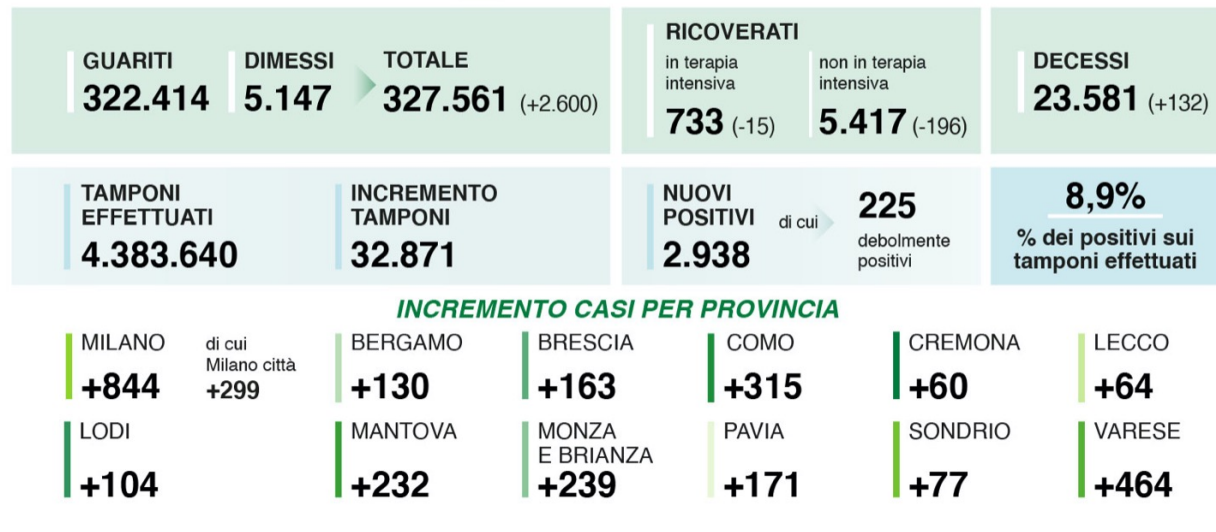 GUARITI
322.414
DIMESSI
5.147
TOTALE
327.561 (+2.600)
RICOVERATI
in terapia
intensiva
733 (-15)
non in terapia
intensiva
5.417 (-196)
DECESSI
23.581 (+132)
TAMPONI
EFFETTUATI
4.383.640
INCREMENTO
TAMPONI
32.871
NUOVI
POSITIVI
2.938
di cui
225
debolmente
positivi
8,9%
% dei positivi sui
tamponi effettuati
INCREMENTO CASI PER PROVINCIA
MILANO
+844
di cui
Milano città
+299
BERGAMO
+130
BRESCIA
+163
COMO
+315
CREMONA
+60
LECCO
+64
LODI
+104
MANTOVA
+232
MONZA
E BRIANZA
+239
PAVIA
+171
SONDRIO
+77
VARESE
+464